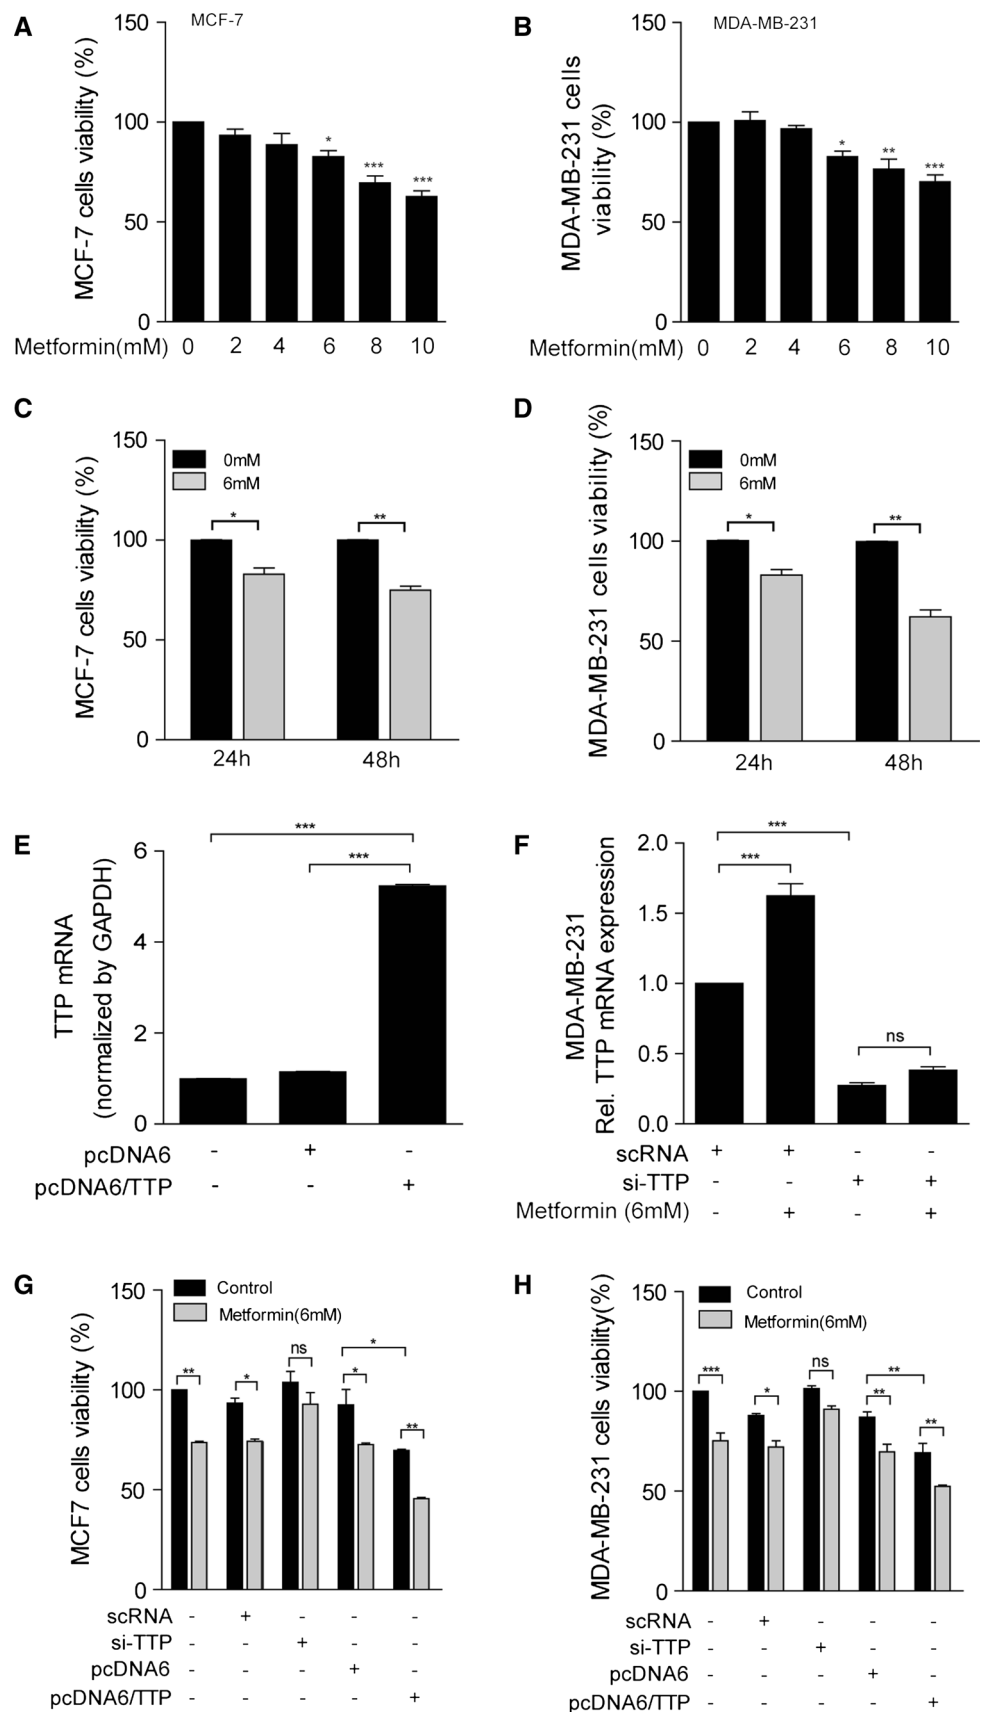 A
MCF-7
MCF-7 cells viability (%)
150
100
50
0
*
***
***
Metformin(mM) 0 2 4 6 8 10
B
MDA-MB-231
MDA-MB-231 cells
viability (%)
150
100
50
0
*
**
***
Metformin(mM) 0 2 4 6 8 10
C
MCF-7 cells viability (%)
150
100
50
0
0mM
6mM
*
**
24h 48h
D
MDA-MB-231 cells viability (%)
150
100
50
0
0mM
6mM
*
**
24h 48h
E
TTP mRNA
(normalized by GAPDH)
6
4
2
0
***
***
pcDNA6 - + -
pcDNA6/TTP - - +
F
MDA-MB-231
Rel. TTP mRNA expression
2.0
1.5
1.0
0.5
0.0
***
***
ns
scRNA + + - -
si-TTP - - + +
Metformin (6mM) - + - +
G
MCF7 cells viability (%)
150
100
50
0
Control
Metformin(6mM)
** * ns * * **
scRNA - + - - -
si-TTP - - + - -
pcDNA6 - - - + -
pcDNA6/TTP - - - - +
H
MDA-MB-231 cells viability(%)
150
100
50
0
Control
Metformin(6mM)
*** * ns ** ** **
scRNA - + - - -
si-TTP - - + - -
pcDNA6 - - - + -
pcDNA6/TTP - - - - +